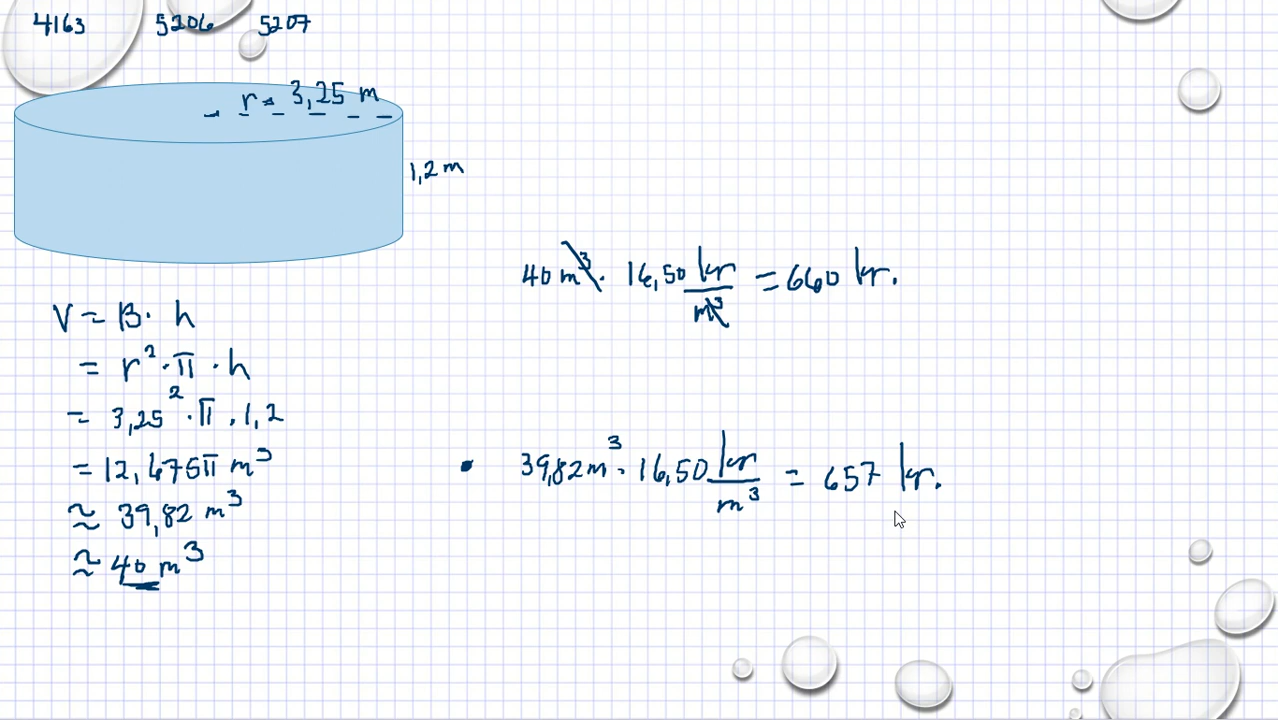 4163 5206 5207
r = 3,25 m
1,2 m
V = B · h
= r² · π · h
= 3,25² · π · 1,2
= 12,675π m³
≈ 39,82 m³
≈ 40 m³
40 m³ · 16,50 kr/m³ = 660 kr.
39,82 m³ · 16,50 kr/m³ = 657 kr.